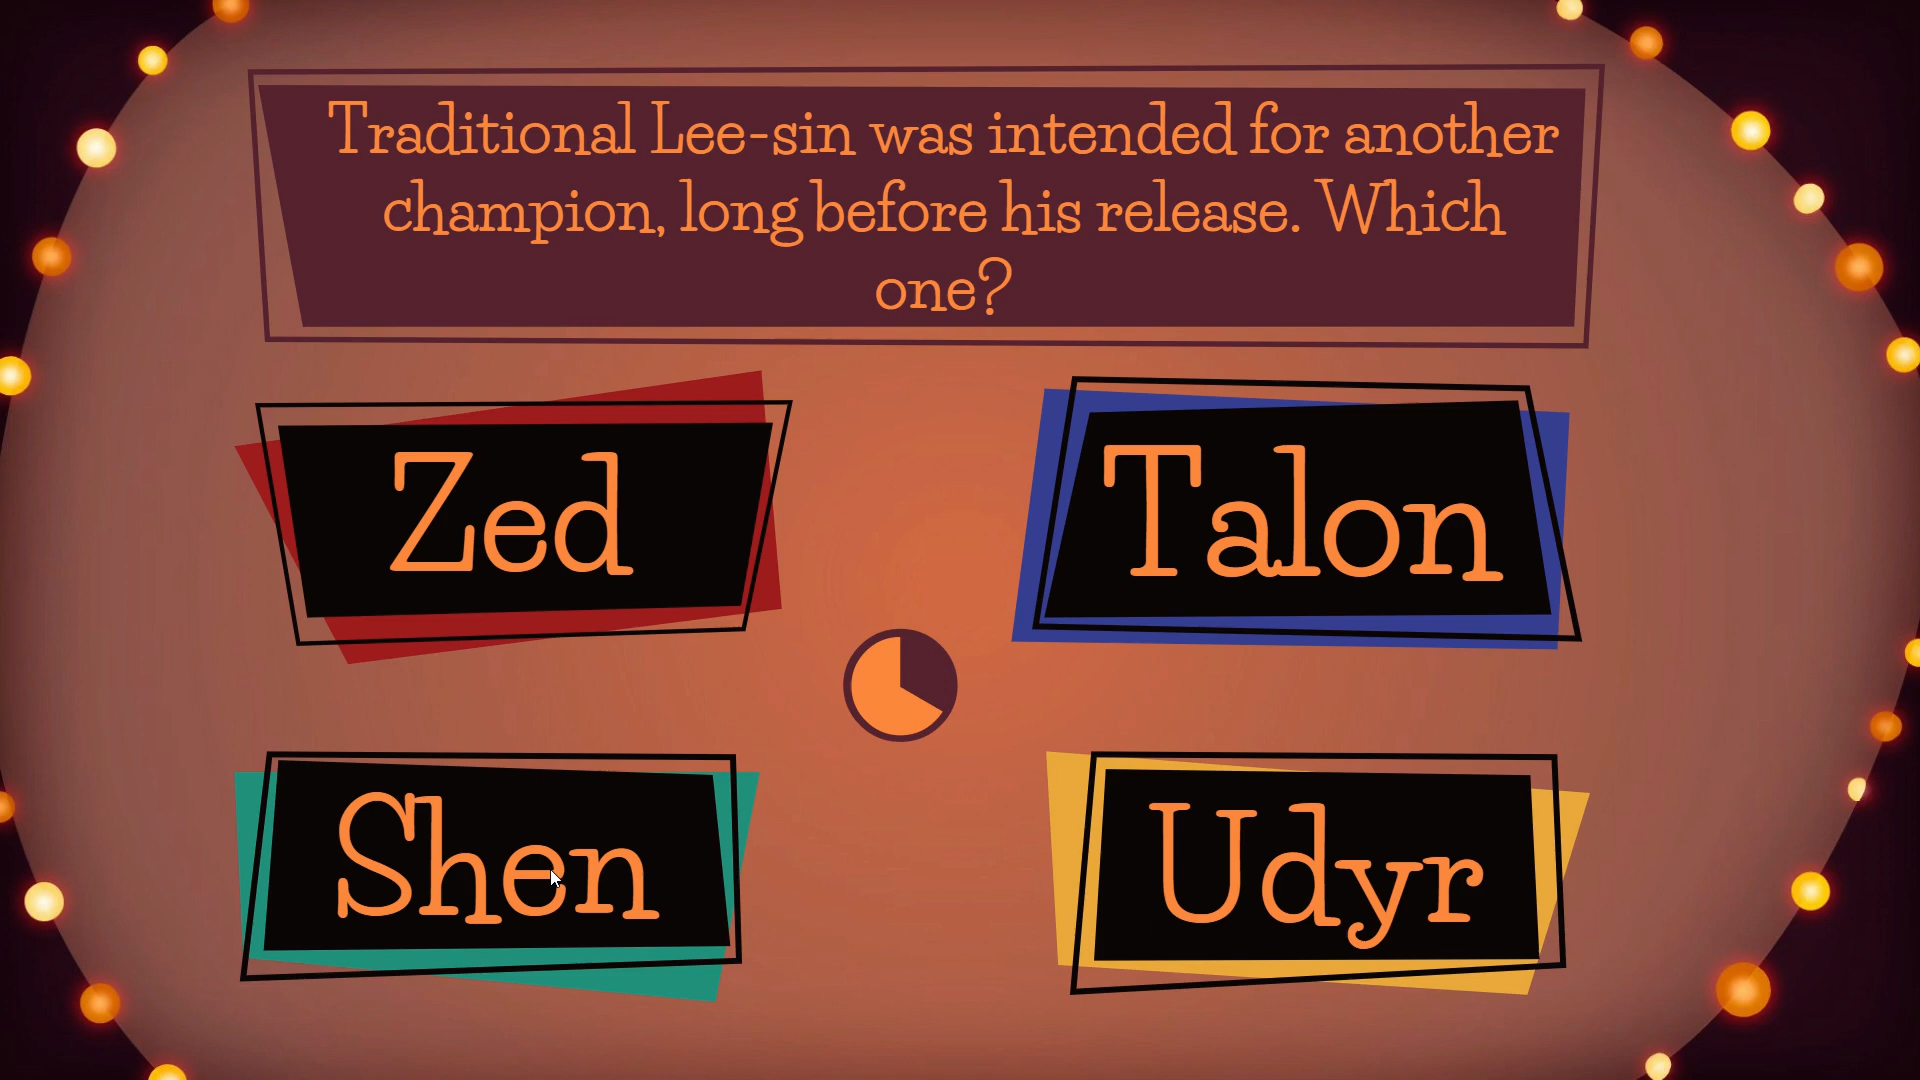 Traditional Lee-sin was intended for another
champion, long before his release. Which
one?
Zed
Talon
Shen
Udyr